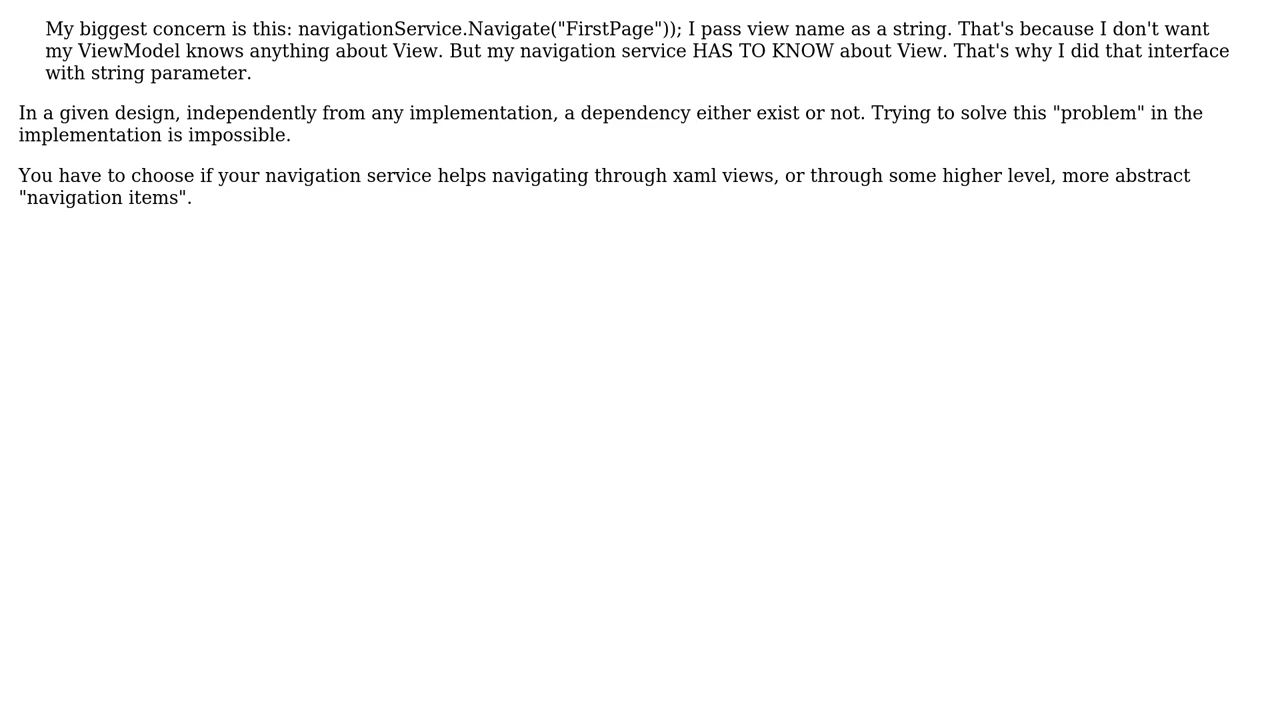 My biggest concern is this: navigationService.Navigate("FirstPage")); I pass view name as a string. That's because I don't want
my ViewModel knows anything about View. But my navigation service HAS TO KNOW about View. That's why I did that interface
with string parameter.
In a given design, independently from any implementation, a dependency either exist or not. Trying to solve this "problem" in the
implementation is impossible.
You have to choose if your navigation service helps navigating through xaml views, or through some higher level, more abstract
"navigation items".